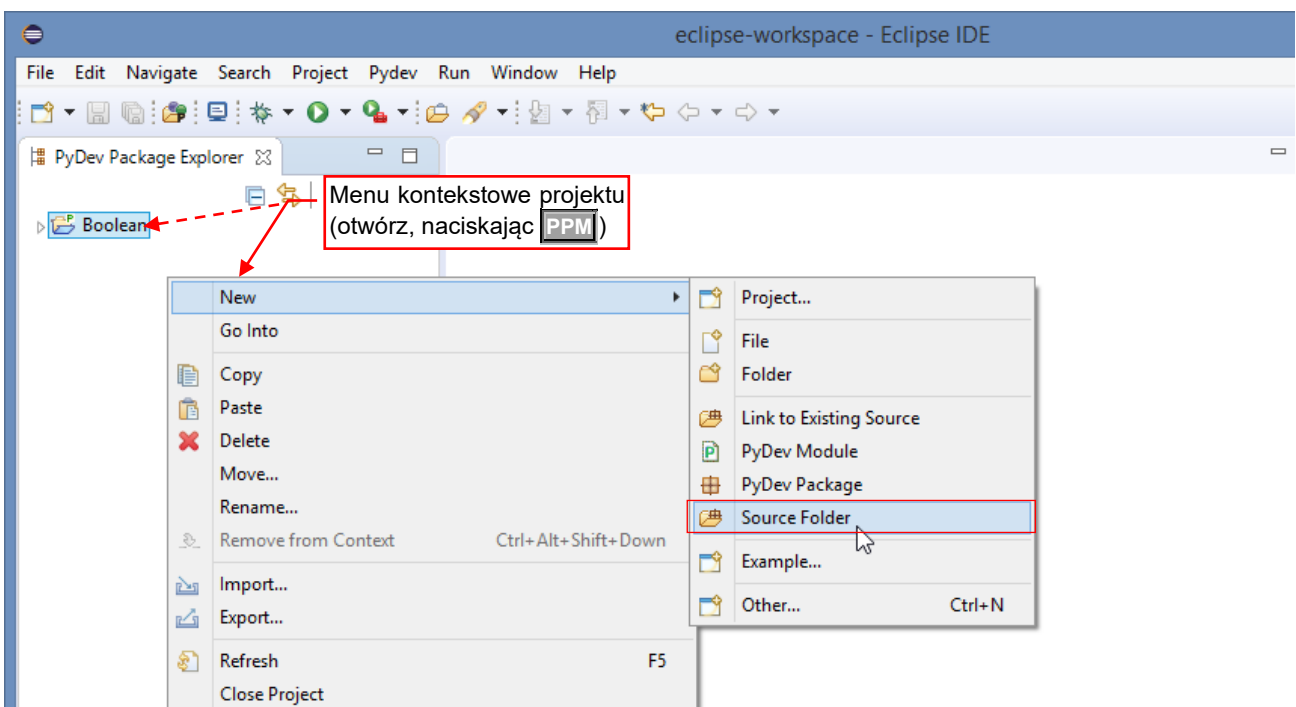 eclipse-workspace - Eclipse IDE
File Edit Navigate Search Project Pydev Run Window Help
PyDev Package Explorer
Menu kontekstowe projektu
(otwórz, naciskając PPM)
Boolean
New
Go Into
Copy
Paste
Delete
Move...
Rename...
Remove from Context Ctrl+Alt+Shift+Down
Import...
Export...
Refresh F5
Close Project
Project...
File
Folder
Link to Existing Source
PyDev Module
PyDev Package
Source Folder
Example...
Other... Ctrl+N